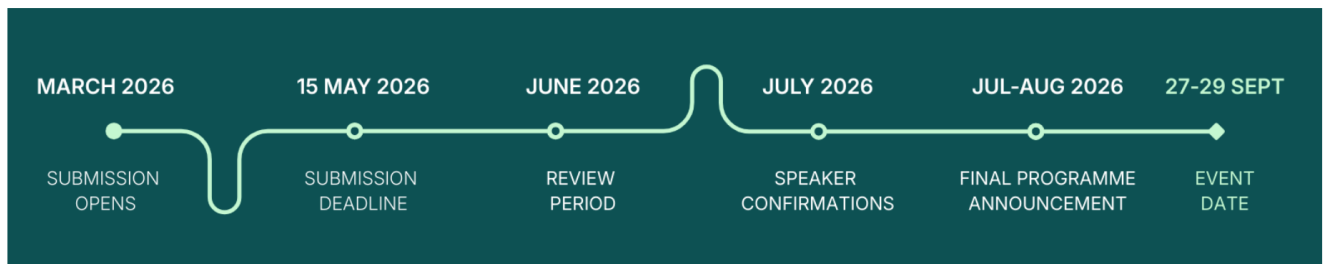 MARCH 2026
15 MAY 2026
JUNE 2026
JULY 2026
JUL-AUG 2026
27-29 SEPT
SUBMISSION
OPENS
SUBMISSION
DEADLINE
REVIEW
PERIOD
SPEAKER
CONFIRMATIONS
FINAL PROGRAMME
ANNOUNCEMENT
EVENT
DATE